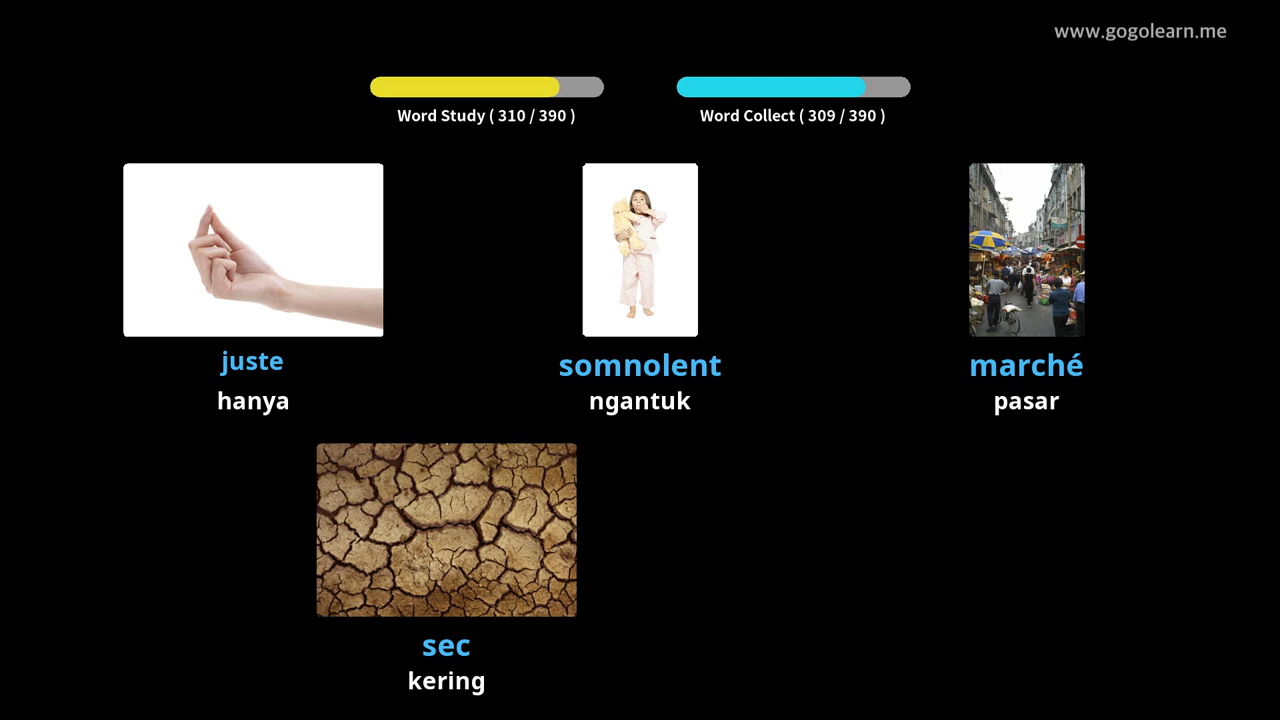 www.gogolearn.me
Word Study ( 310 / 390 )
Word Collect ( 309 / 390 )
juste
hanya
somnolent
ngantuk
marché
pasar
sec
kering